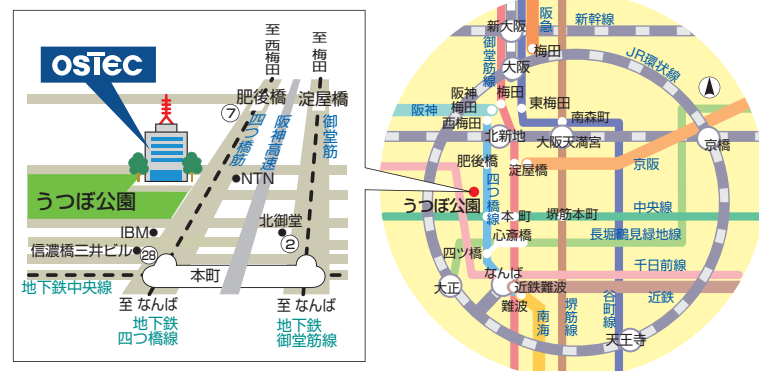 至西梅田
至梅田
OSTEC
肥後橋
淀屋橋
⑦
四つ橋筋
阪神高速
御堂筋
NTN
うつぼ公園
北御堂
IBM
②
信濃橋三井ビル
㉘
本町
地下鉄中央線
至 なんば
至 なんば
地下鉄
四つ橋線
地下鉄
御堂筋線
新大阪
阪急
新幹線
御堂筋線
梅田
JR環状線
大阪
阪神
梅田
梅田
東梅田
阪神
西梅田
南森町
北新地
大阪天満宮
京橋
肥後橋
淀屋橋
京阪
四つ橋線
うつぼ公園
中央線
本町
堺筋本町
心斎橋
長堀鶴見緑地線
四ツ橋
千日前線
なんば
大正
近鉄難波
近鉄
難波
南海
堺筋線
谷町線
天王寺